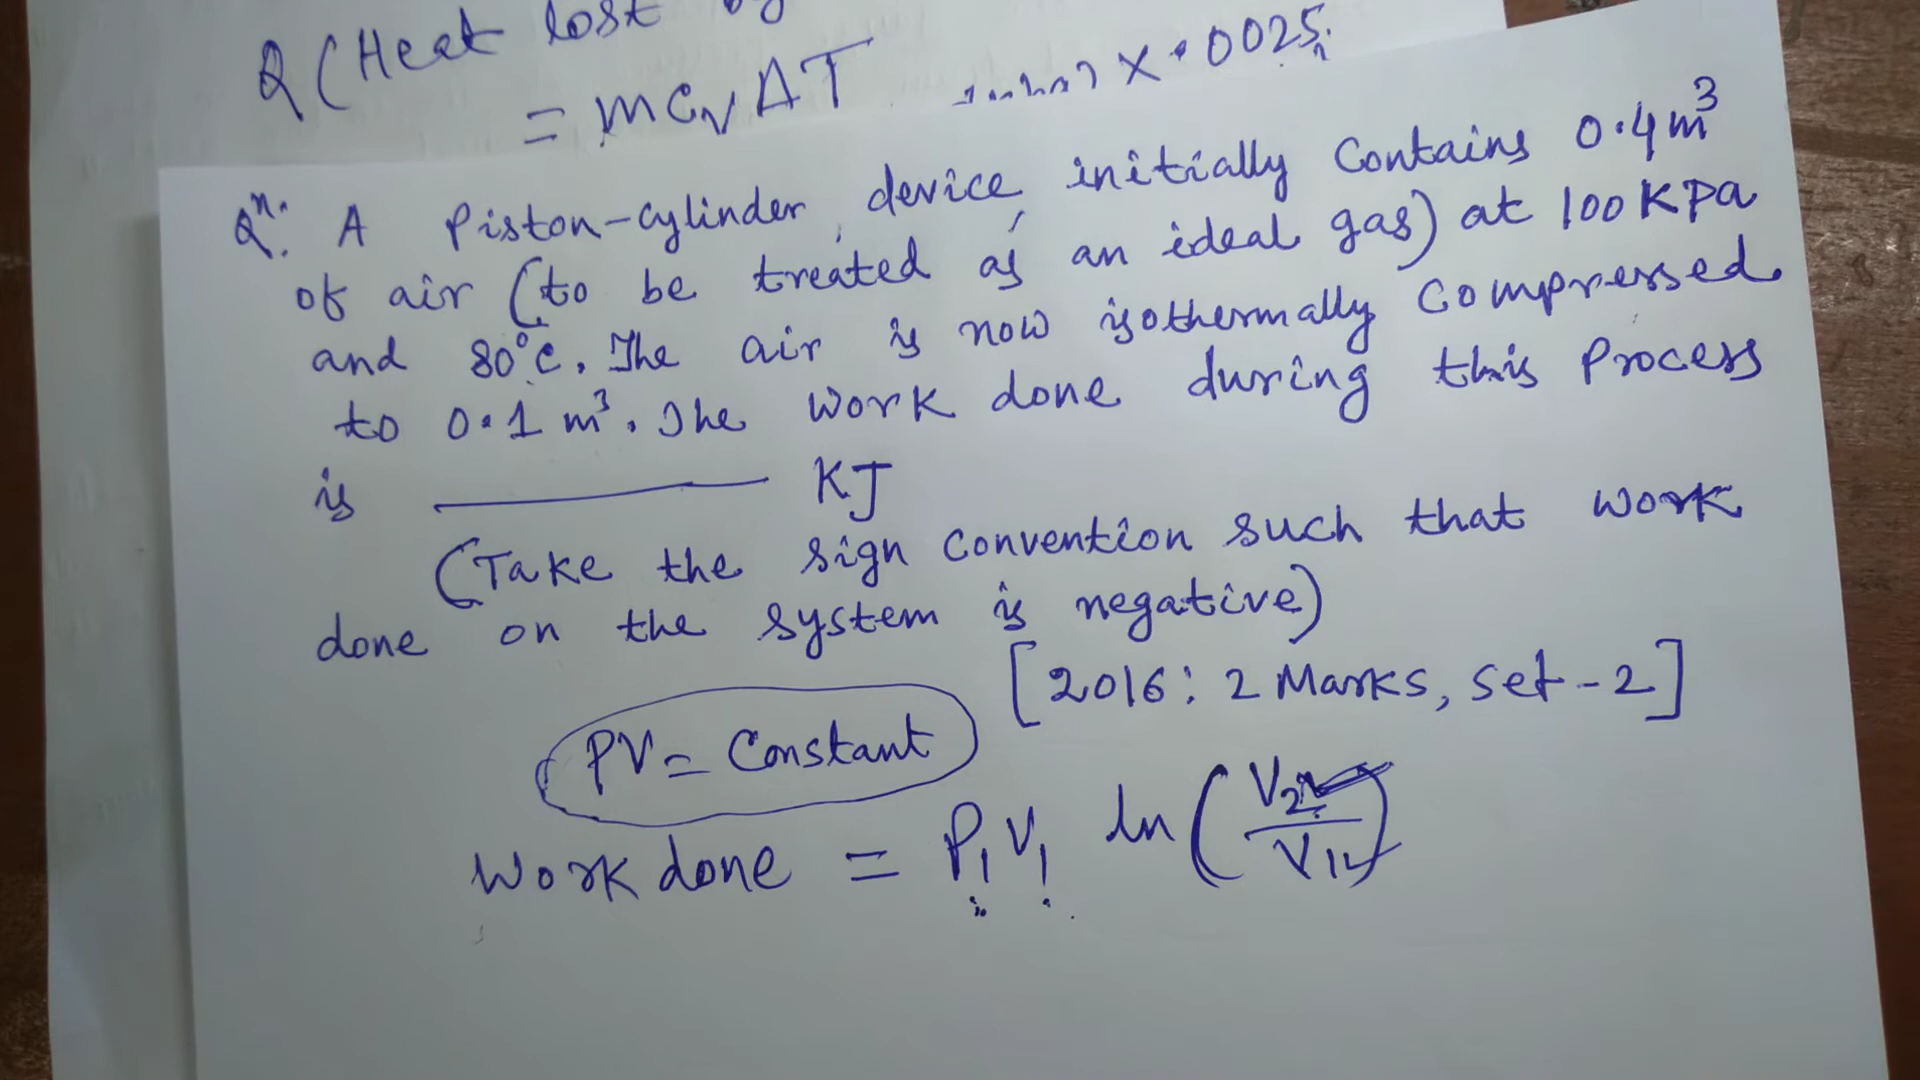 Q (Heat lost
= mCvΔT
X .0025
Qn: A Piston-cylinder device initially contains 0.4 m³
of air (to be treated as an ideal gas) at 100 KPa
and 80°C. The air is now isothermally compressed
to 0.1 m³. The work done during this process
is ______ KJ
(Take the sign convention such that work
done on the system is negative)
[2016: 2 Marks, set-2]
PV = Constant
Work done = P₁V₁ ln(V₂/V₁)